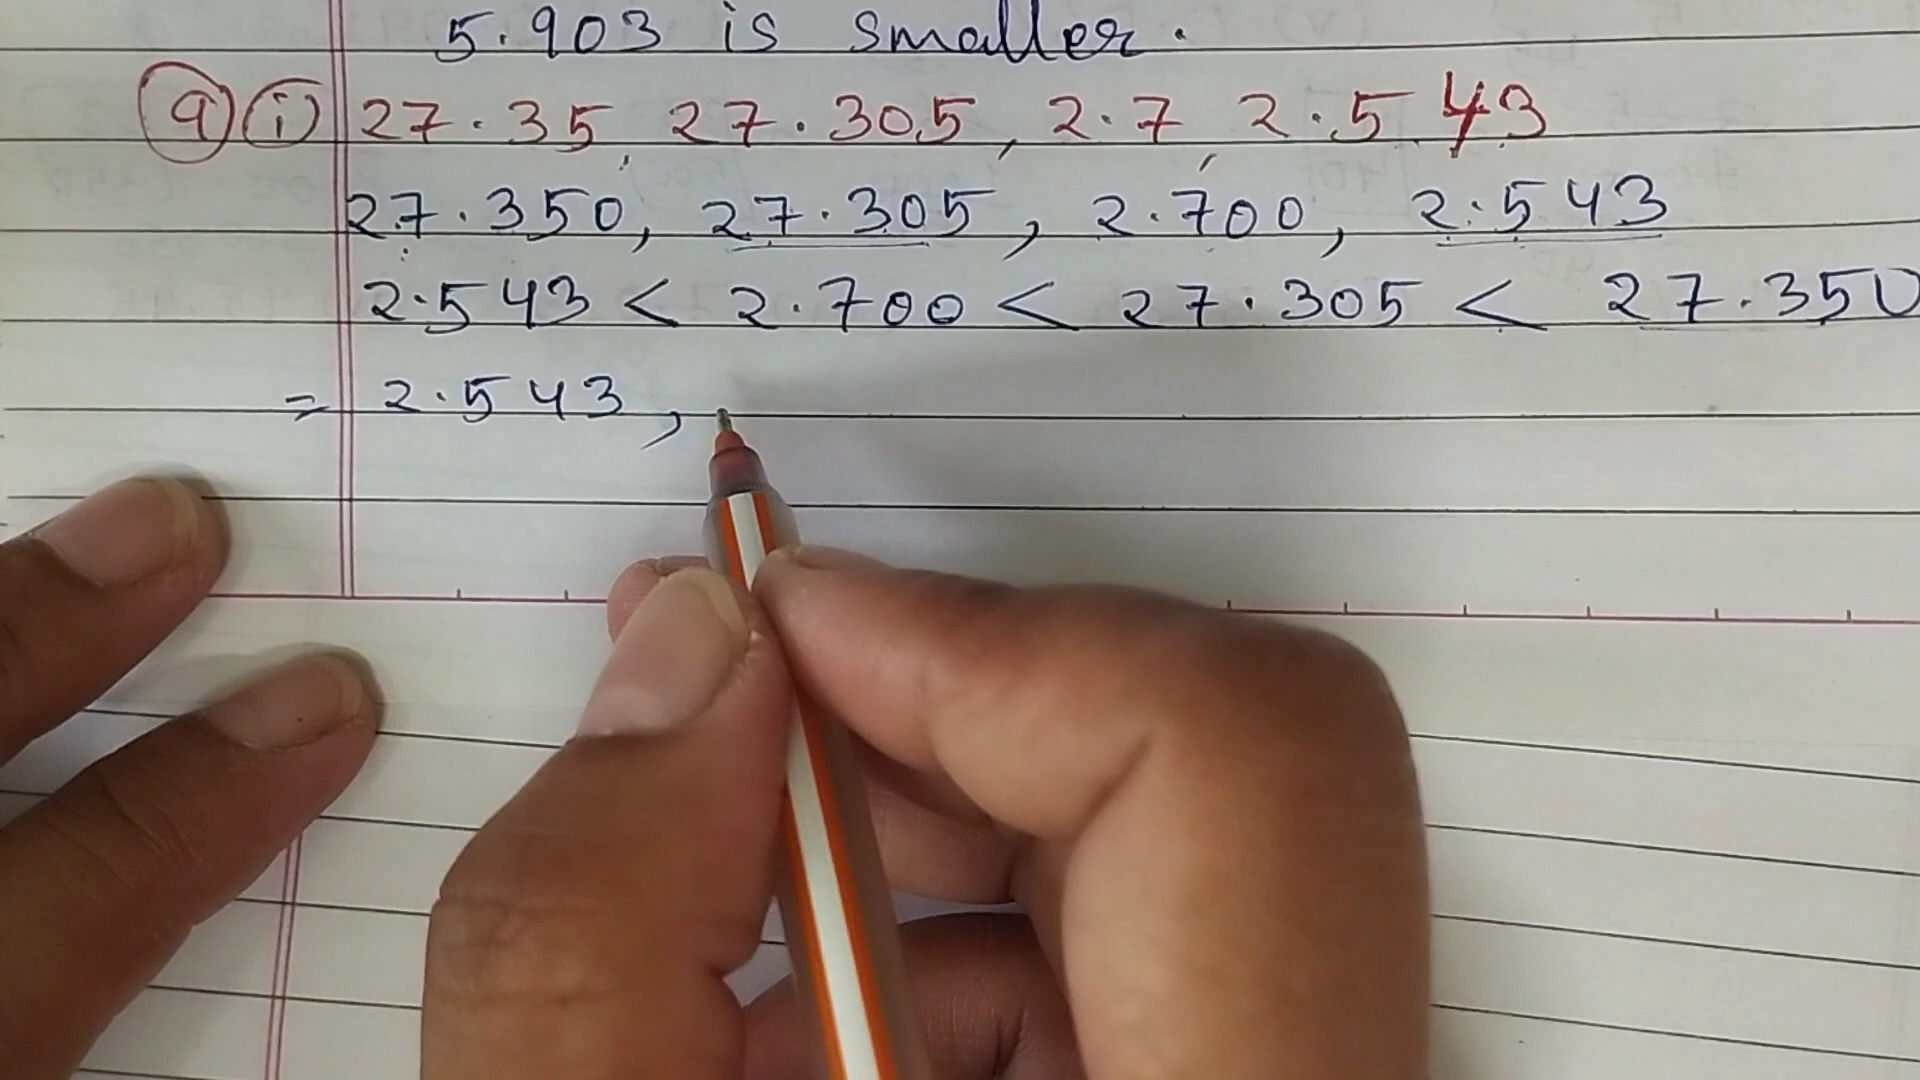 5.903 is smaller.
9 (i) 27.35, 27.305, 2.7, 2.543
27.350, 27.305, 2.700, 2.543
2.543 < 2.700 < 27.305 < 27.350
= 2.543,